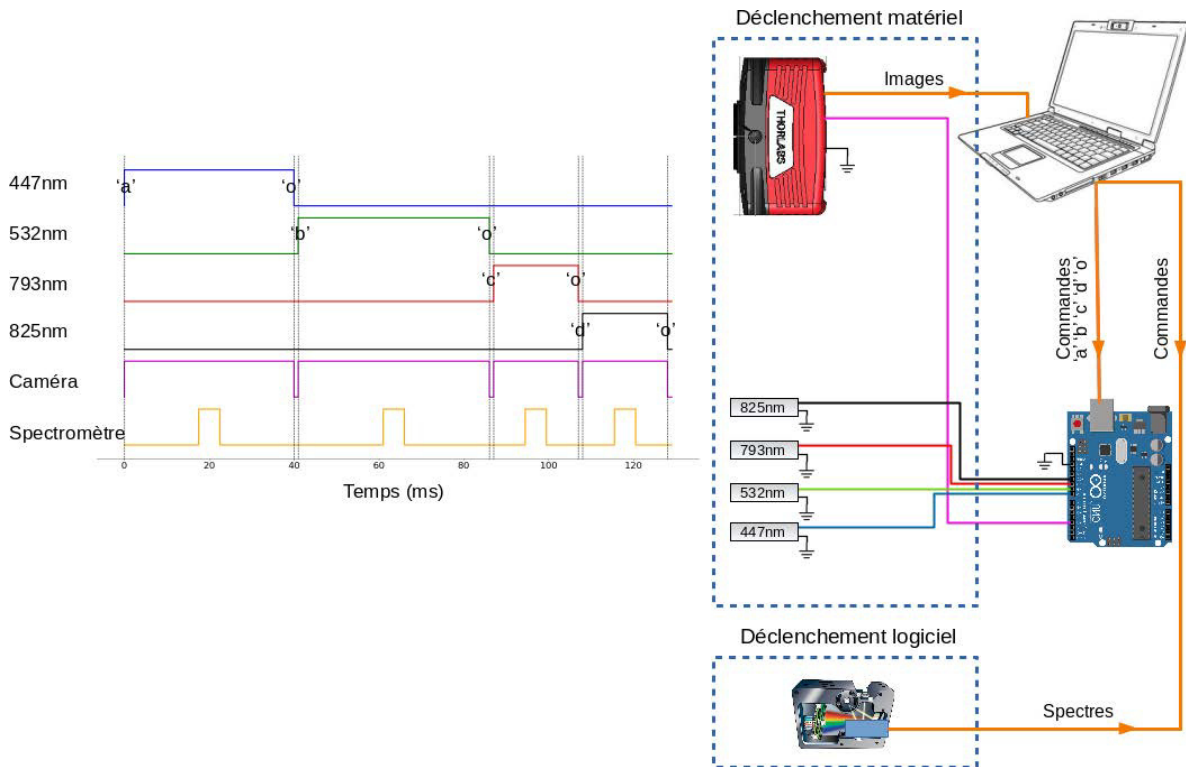 Déclenchement matériel
Images
THORLABS
447nm
532nm
793nm
825nm
Caméra
Spectromètre
‘a’
‘o’
‘b’
‘o’
‘c’
‘o’
‘d’
‘o’
0
20
40
60
80
100
120
Temps (ms)
825nm
793nm
532nm
447nm
Commandes
‘a’ ‘b’ ‘c’ ‘d’ ‘o’
Commandes
UNO
Déclenchement logiciel
Spectres